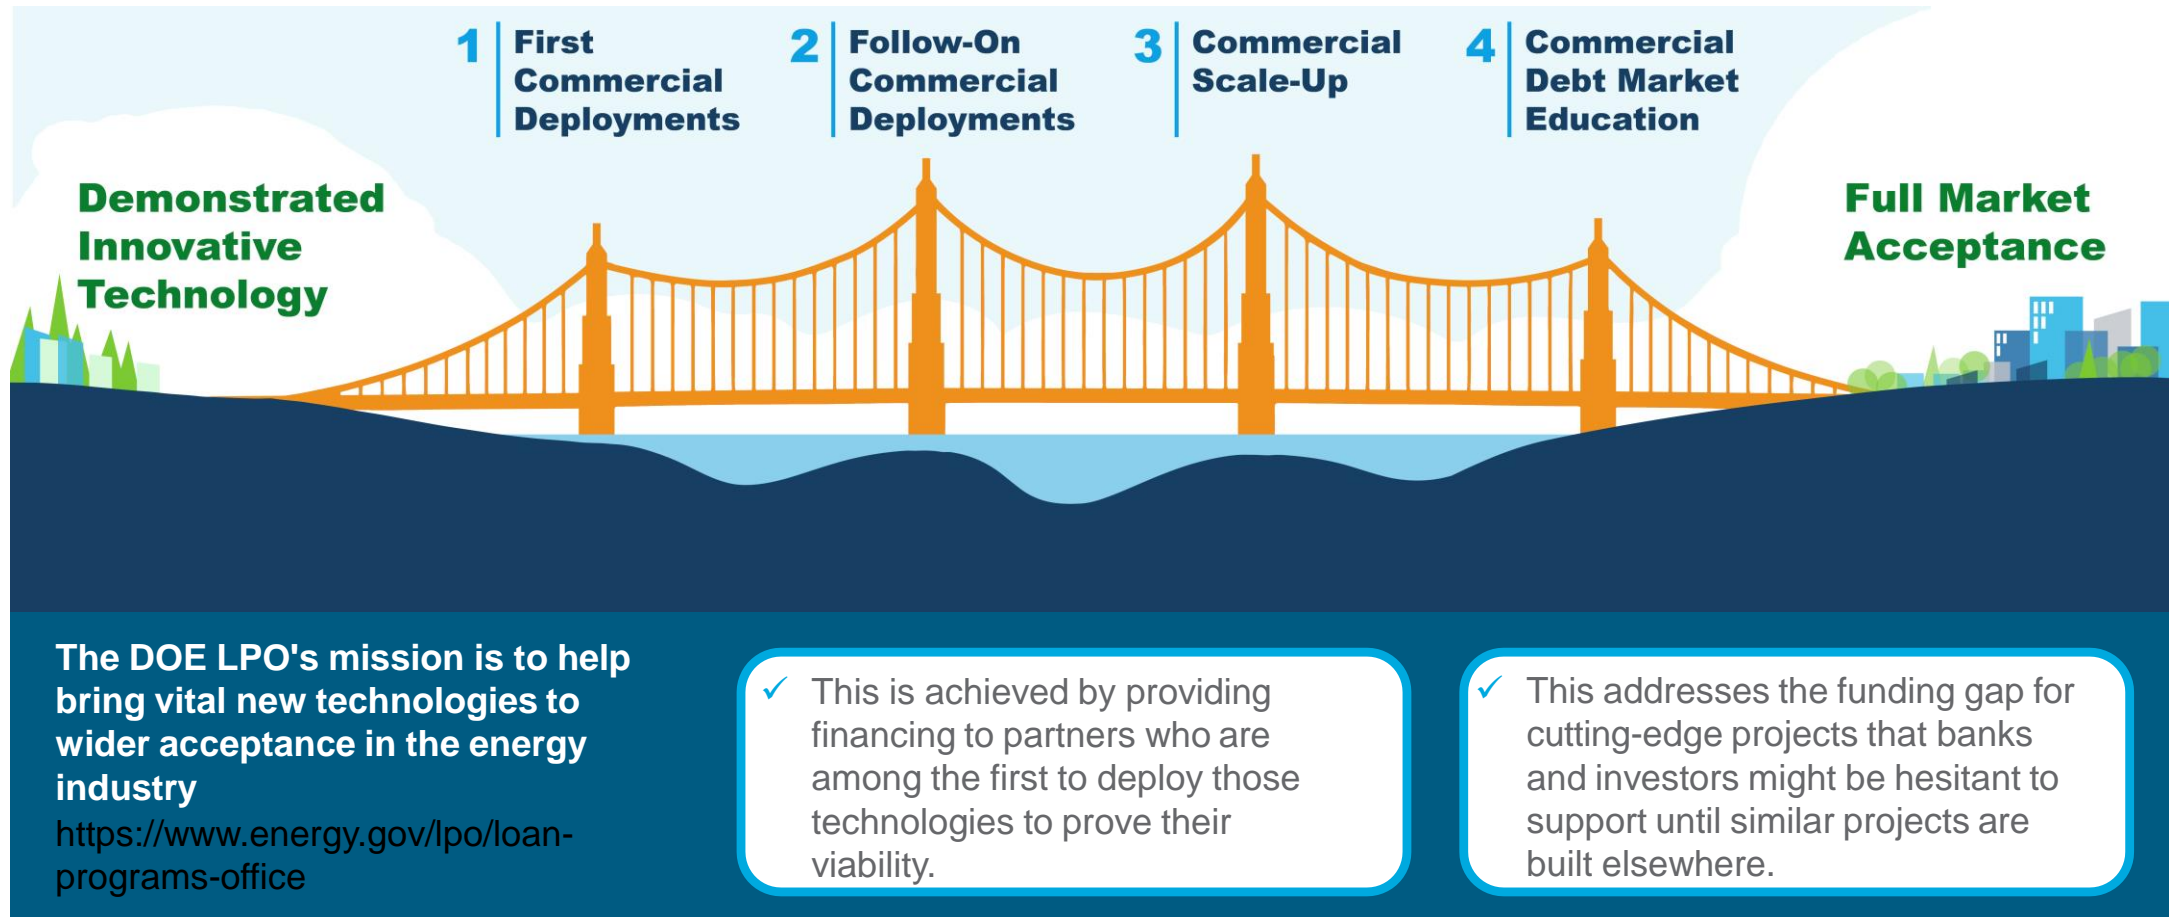 1
First
Commercial
Deployments
2
Follow-On
Commercial
Deployments
3
Commercial
Scale-Up
4
Commercial
Debt Market
Education
Demonstrated
Innovative
Technology
Full Market
Acceptance
The DOE LPO's mission is to help
bring vital new technologies to
wider acceptance in the energy
industry
https://www.energy.gov/lpo/loan-
programs-office
✓ This is achieved by providing
financing to partners who are
among the first to deploy those
technologies to prove their
viability.
✓ This addresses the funding gap for
cutting-edge projects that banks
and investors might be hesitant to
support until similar projects are
built elsewhere.